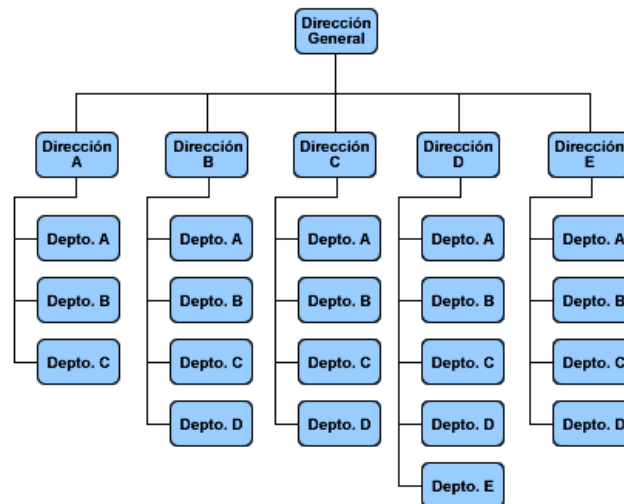 Dirección
General
Dirección
A
Dirección
B
Dirección
C
Dirección
D
Dirección
E
Depto. A
Depto. A
Depto. A
Depto. A
Depto. A
Depto. B
Depto. B
Depto. B
Depto. B
Depto. B
Depto. C
Depto. C
Depto. C
Depto. C
Depto. C
Depto. D
Depto. D
Depto. D
Depto. D
Depto. E